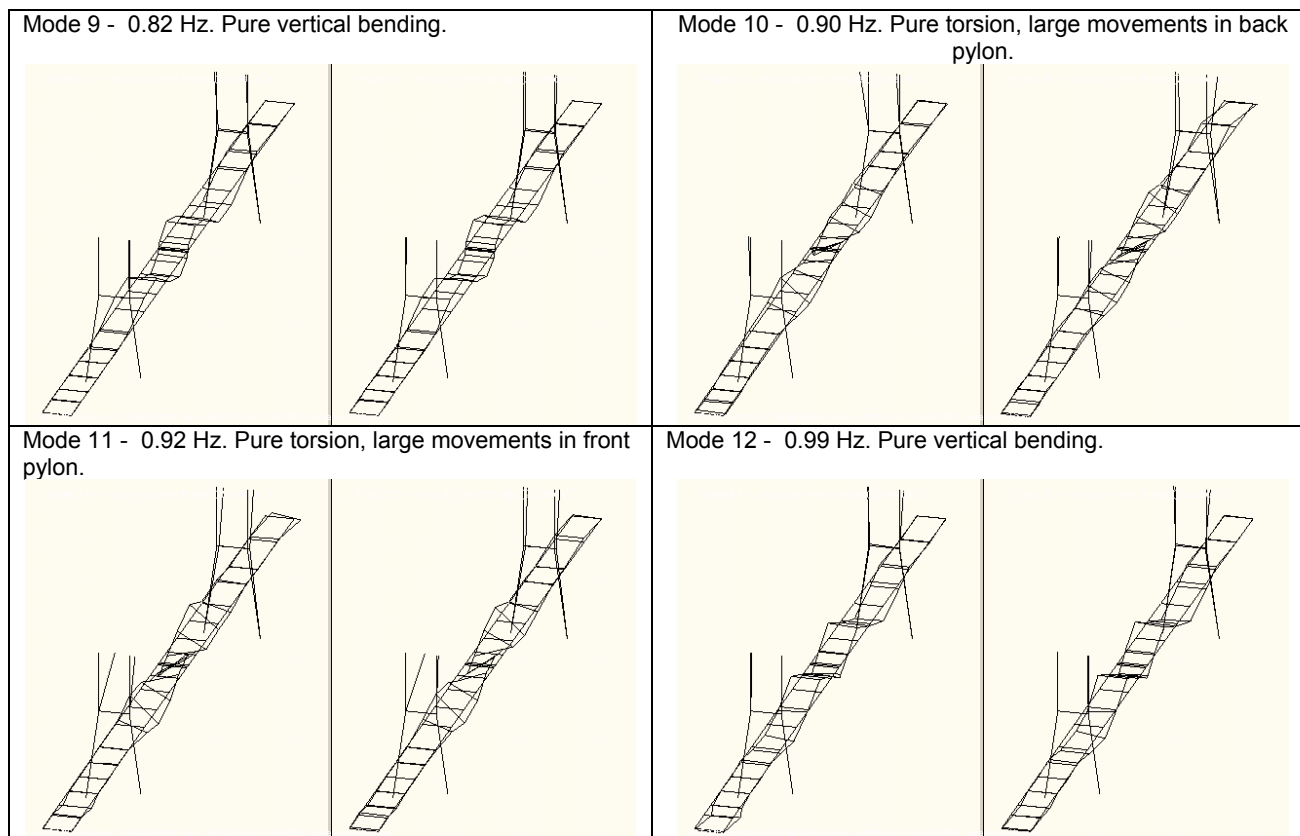 Mode 9 - 0.82 Hz. Pure vertical bending.
Mode 10 - 0.90 Hz. Pure torsion, large movements in back
pylon.
Mode 11 - 0.92 Hz. Pure torsion, large movements in front
pylon.
Mode 12 - 0.99 Hz. Pure vertical bending.